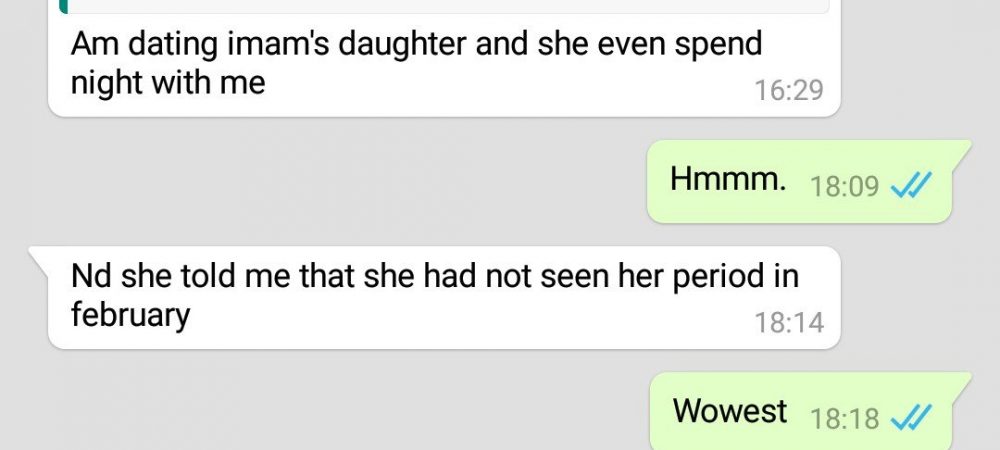 Am dating imam's daughter and she even spend
night with me
16:29
Hmmm. 18:09
Nd she told me that she had not seen her period in
february
18:14
Wowest 18:18